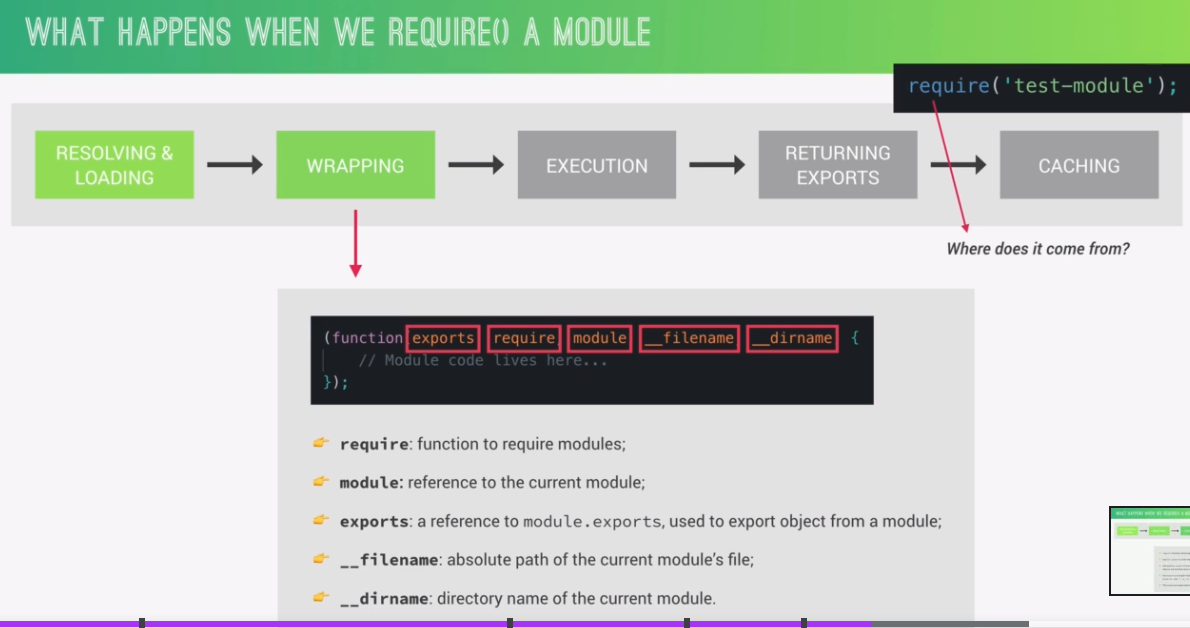 WHAT HAPPENS WHEN WE REQUIRE() A MODULE
require('test-module');
RESOLVING &
LOADING
WRAPPING
EXECUTION
RETURNING
EXPORTS
CACHING
Where does it come from?
(function exports require module __filename __dirname {
// Module code lives here...
});
👉 require: function to require modules;
👉 module: reference to the current module;
👉 exports: a reference to module.exports, used to export object from a module;
👉 __filename: absolute path of the current module's file;
👉 __dirname: directory name of the current module.